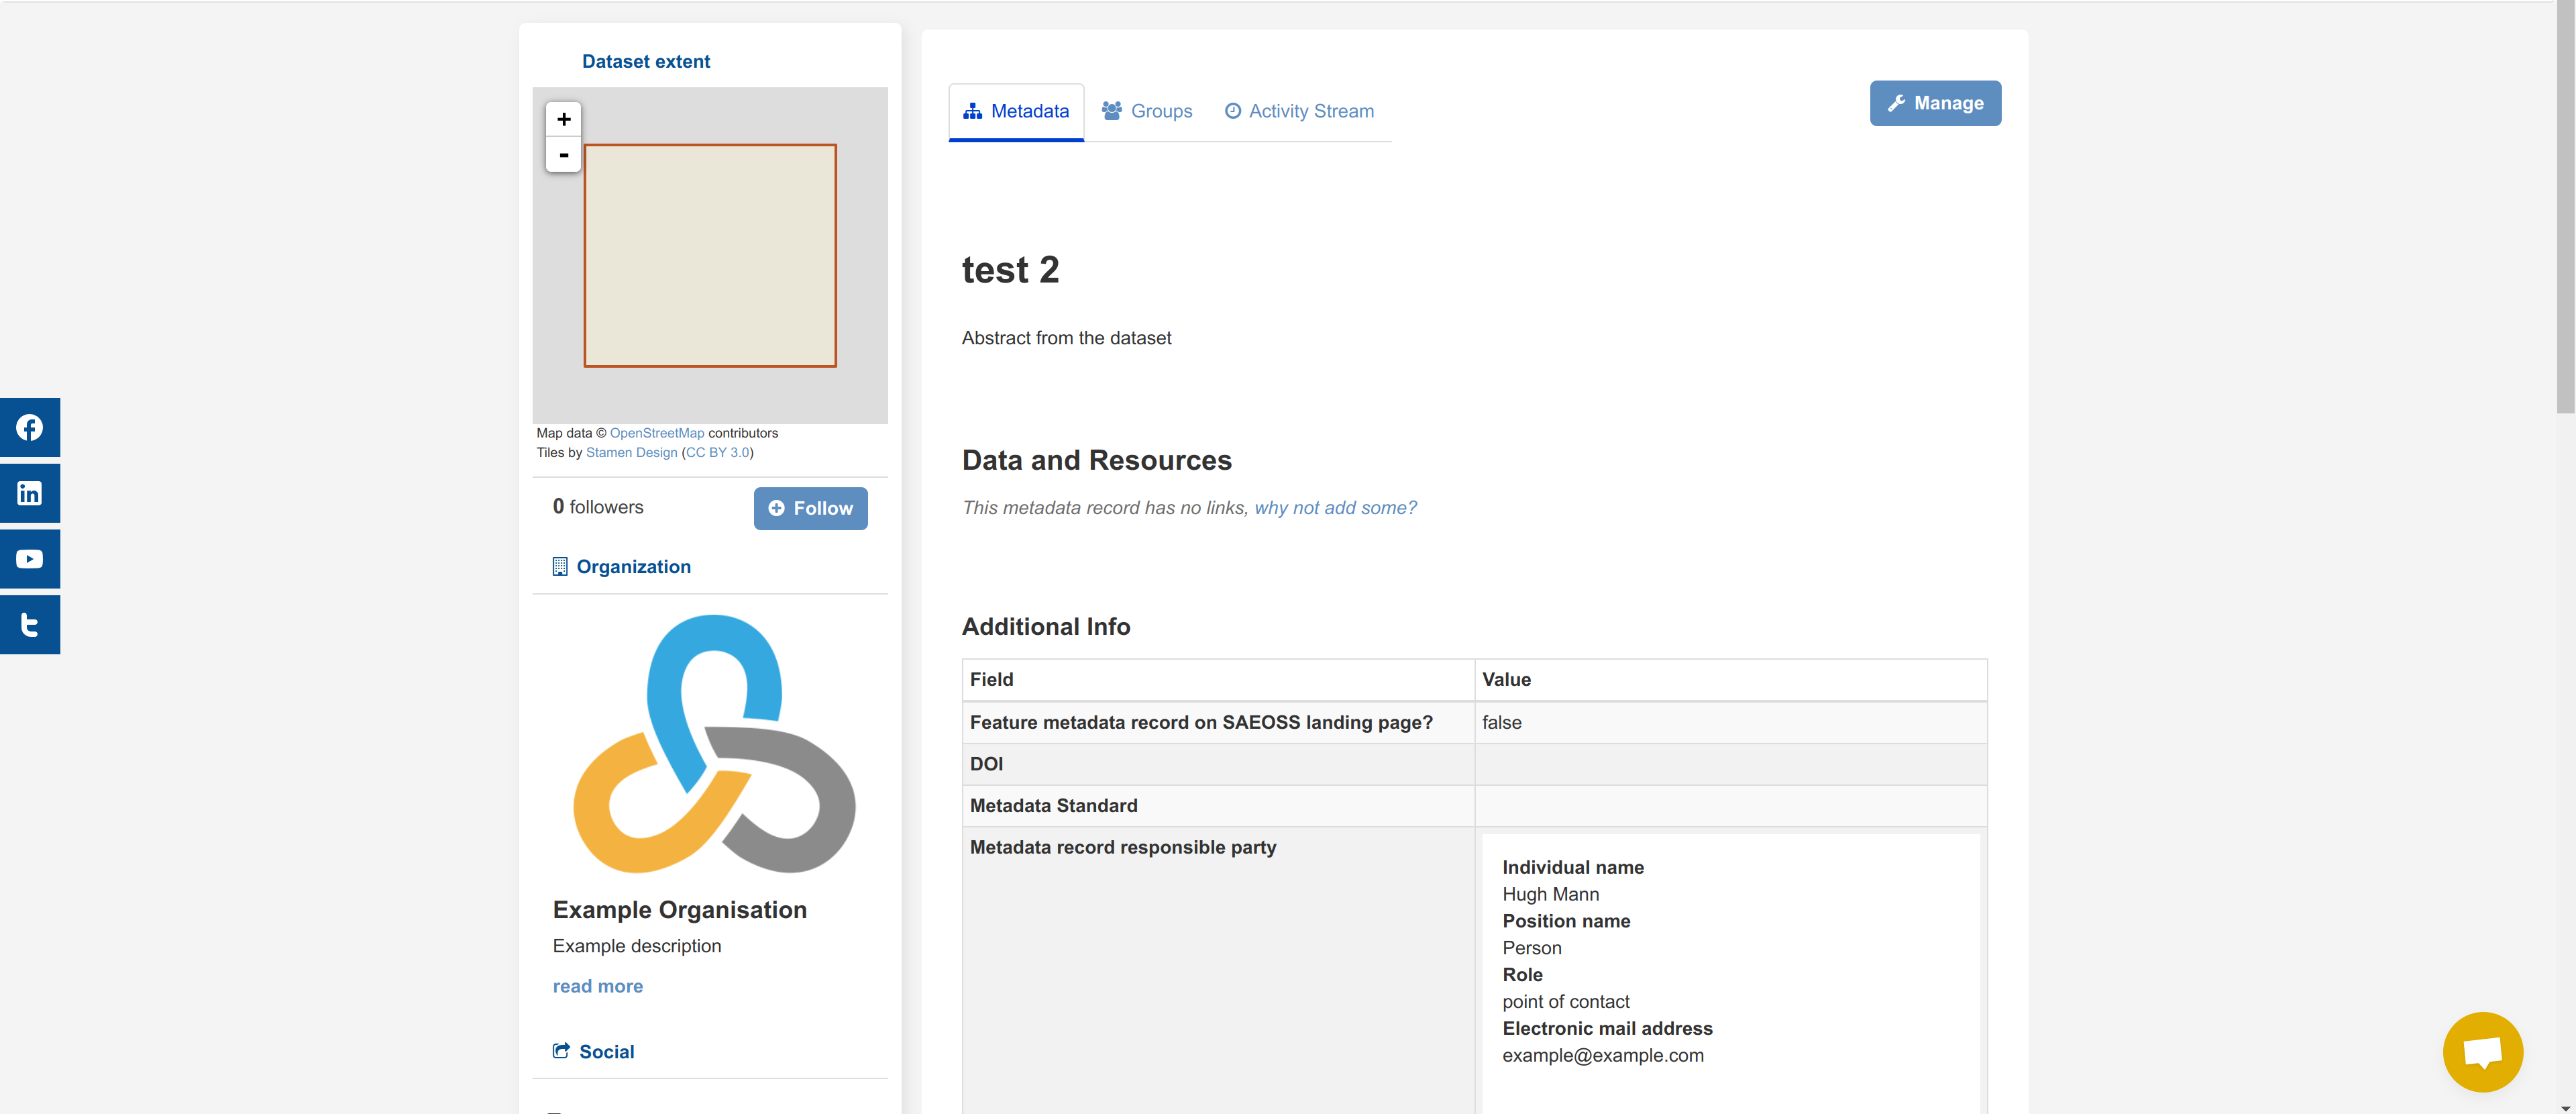 Dataset extent
+
-
Map data © OpenStreetMap contributors
Tiles by Stamen Design (CC BY 3.0)
0 followers
Follow
Organization
Example Organisation
Example description
read more
Social
Metadata
Groups
Activity Stream
Manage
test 2
Abstract from the dataset
Data and Resources
This metadata record has no links, why not add some?
Additional Info
Field Value
Feature metadata record on SAEOSS landing page? false
DOI
Metadata Standard
Metadata record responsible party
Individual name
Hugh Mann
Position name
Person
Role
point of contact
Electronic mail address
example@example.com